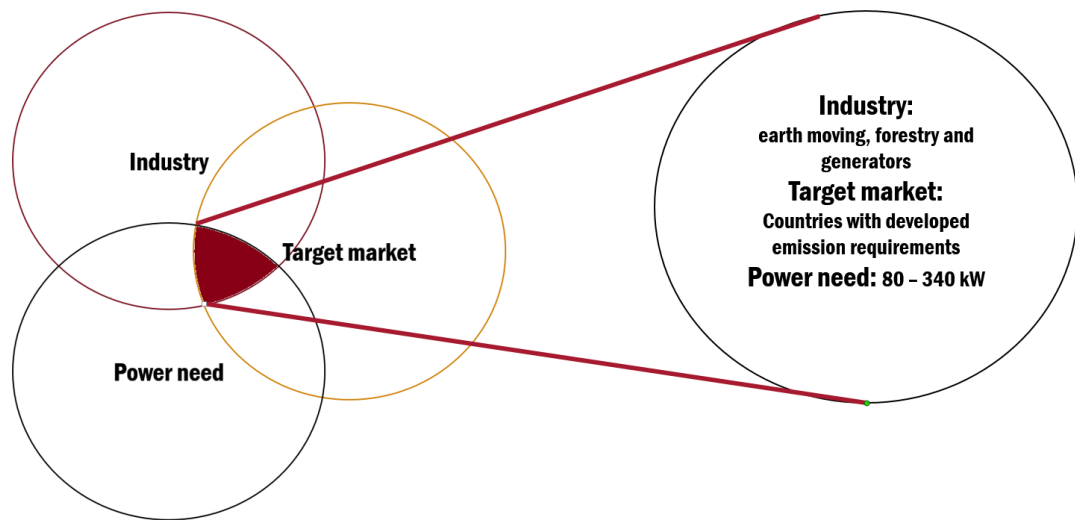 Industry
Target market
Power need
Industry:
earth moving, forestry and
generators
Target market:
Countries with developed
emission requirements
Power need: 80 – 340 kW